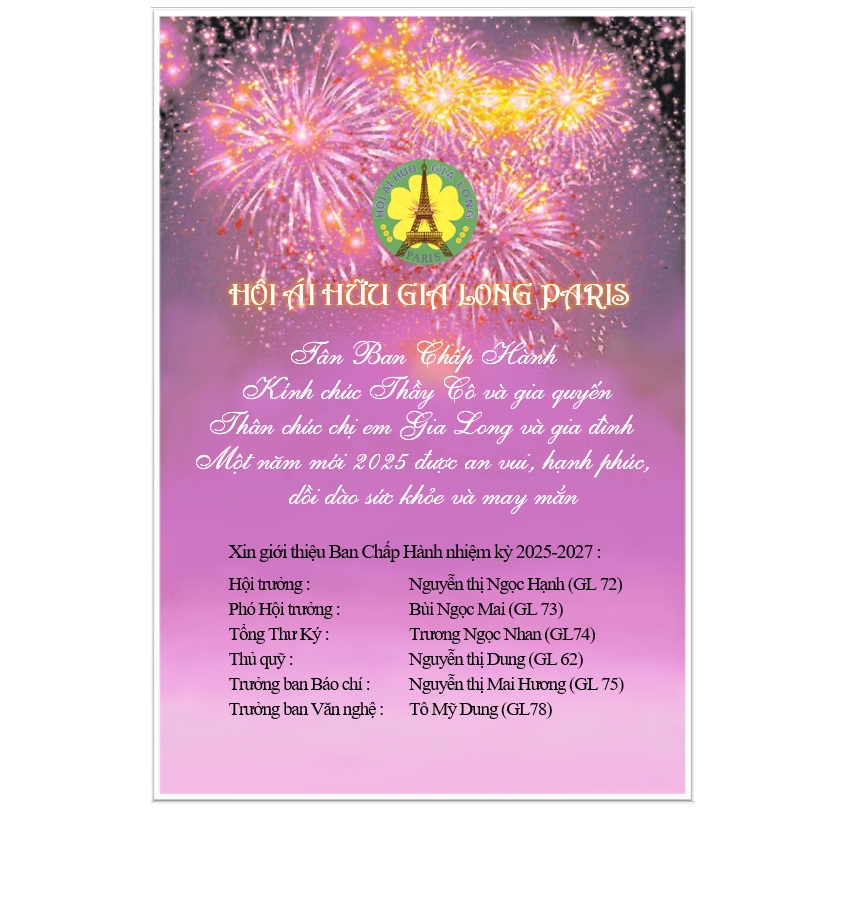 HỘI ÁI HỮU GIA LONG
PARIS
HỘI ÁI HỮU GIA LONG PARIS
Tân Ban Chấp Hành
Kính chúc Thầy Cô và gia quyến
Thân chúc chị em Gia Long và gia đình
Một năm mới 2025 được an vui, hạnh phúc,
dồi dào sức khỏe và may mắn
Xin giới thiệu Ban Chấp Hành nhiệm kỳ 2025-2027 :
Hội trưởng : Nguyễn thị Ngọc Hạnh (GL 72)
Phó Hội trưởng : Bùi Ngọc Mai (GL 73)
Tổng Thư Ký : Trương Ngọc Nhan (GL74)
Thủ quỹ : Nguyễn thị Dung (GL 62)
Trưởng ban Báo chí : Nguyễn thị Mai Hương (GL 75)
Trưởng ban Văn nghệ : Tô Mỹ Dung (GL78)